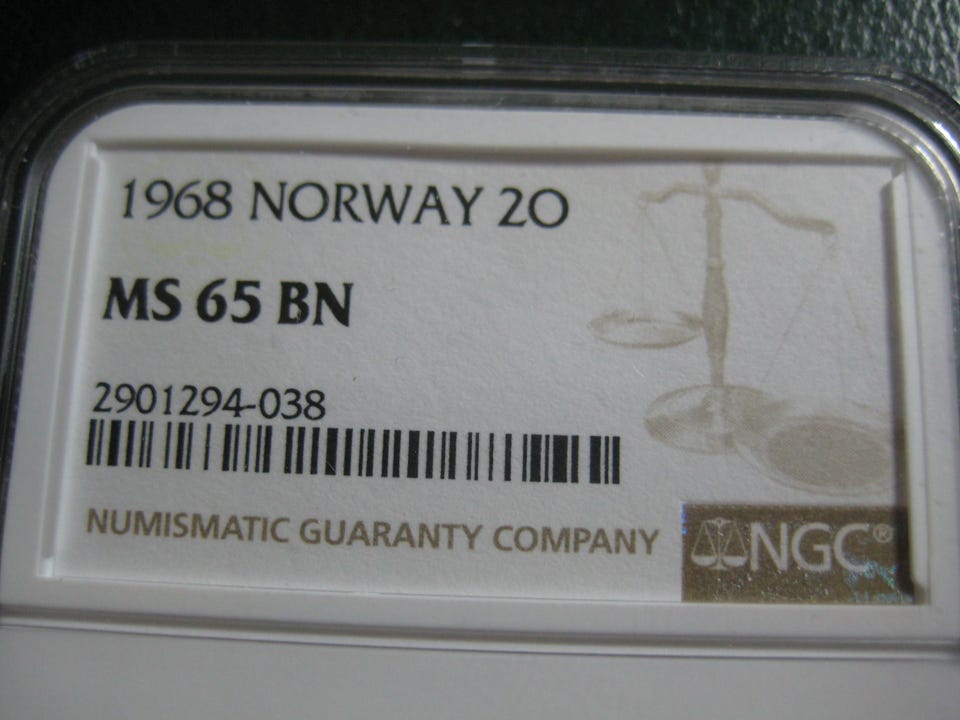 1968 NORWAY 2O
MS 65 BN
2901294-038
NUMISMATIC GUARANTY COMPANY
NGC®